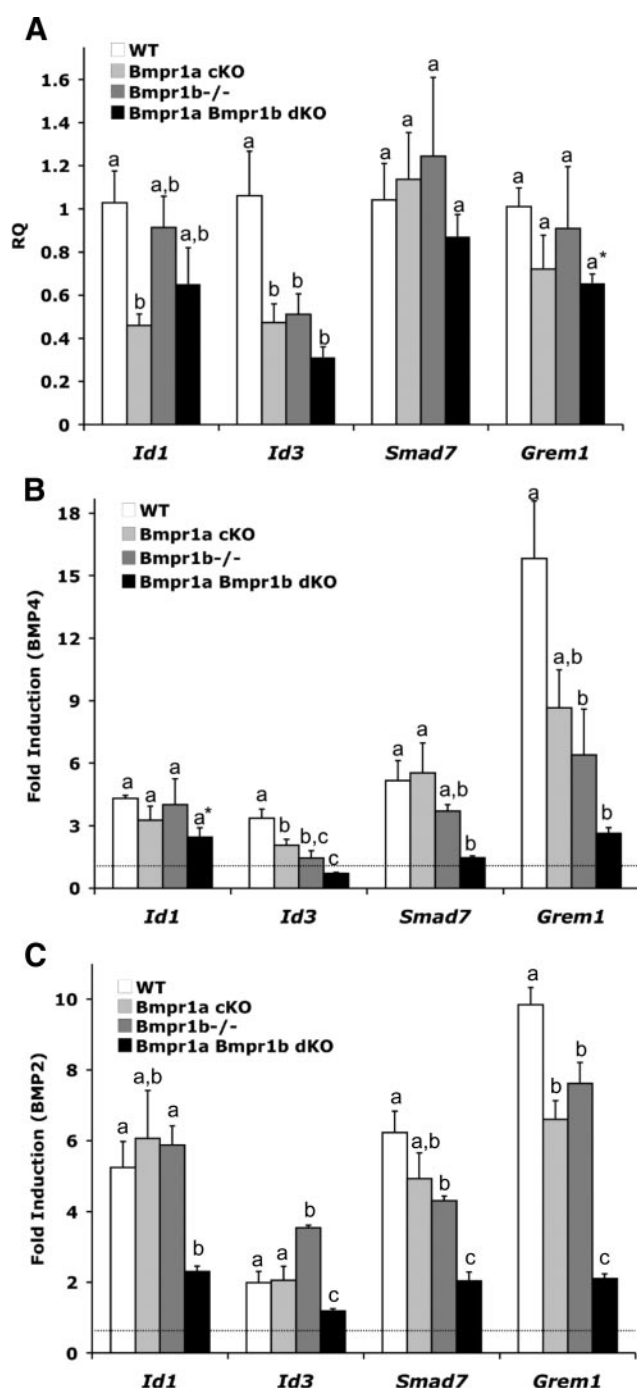 A
WT
Bmpr1a cKO
Bmpr1b-/-
Bmpr1a Bmpr1b dKO
1.6
1.4
1.2
1
0.8
0.6
0.4
0.2
0
RQ
a b a,b a,b
a b b b
a a a a
a a a a*
Id1 Id3 Smad7 Grem1
B
WT
Bmpr1a cKO
Bmpr1b-/-
Bmpr1a Bmpr1b dKO
18
15
12
9
6
3
0
Fold Induction (BMP4)
a a a a*
a b b,c c
a a a,b b
a a,b b b
Id1 Id3 Smad7 Grem1
C
WT
Bmpr1a cKO
Bmpr1b-/-
Bmpr1a Bmpr1b dKO
10
8
6
4
2
0
Fold Induction (BMP2)
a a,b a b
a a b c
a a,b b c
a b b c
Id1 Id3 Smad7 Grem1